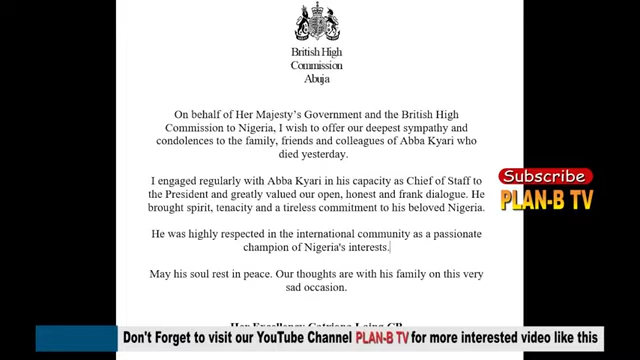 British High
Commission
Abuja
On behalf of Her Majesty's Government and the British High
Commission to Nigeria, I wish to offer our deepest sympathy and
condolences to the family, friends and colleagues of Abba Kyari who
died yesterday.
I engaged regularly with Abba Kyari in his capacity as Chief of Staff to
the President and greatly valued our open, honest and frank dialogue. He
brought spirit, tenacity and a tireless commitment to his beloved Nigeria.
He was highly respected in the international community as a passionate
champion of Nigeria's interests.
May his soul rest in peace. Our thoughts are with his family on this very
sad occasion.
Her Excellency Catriona Laing CB
Subscribe
PLAN-B TV
Don't Forget to visit our YouTube Channel PLAN-B TV for more interested video like this